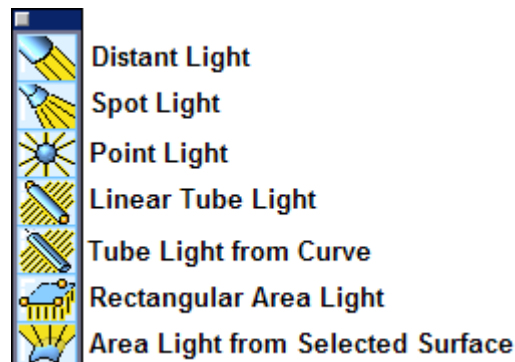 Distant Light
Spot Light
Point Light
Linear Tube Light
Tube Light from Curve
Rectangular Area Light
Area Light from Selected Surface